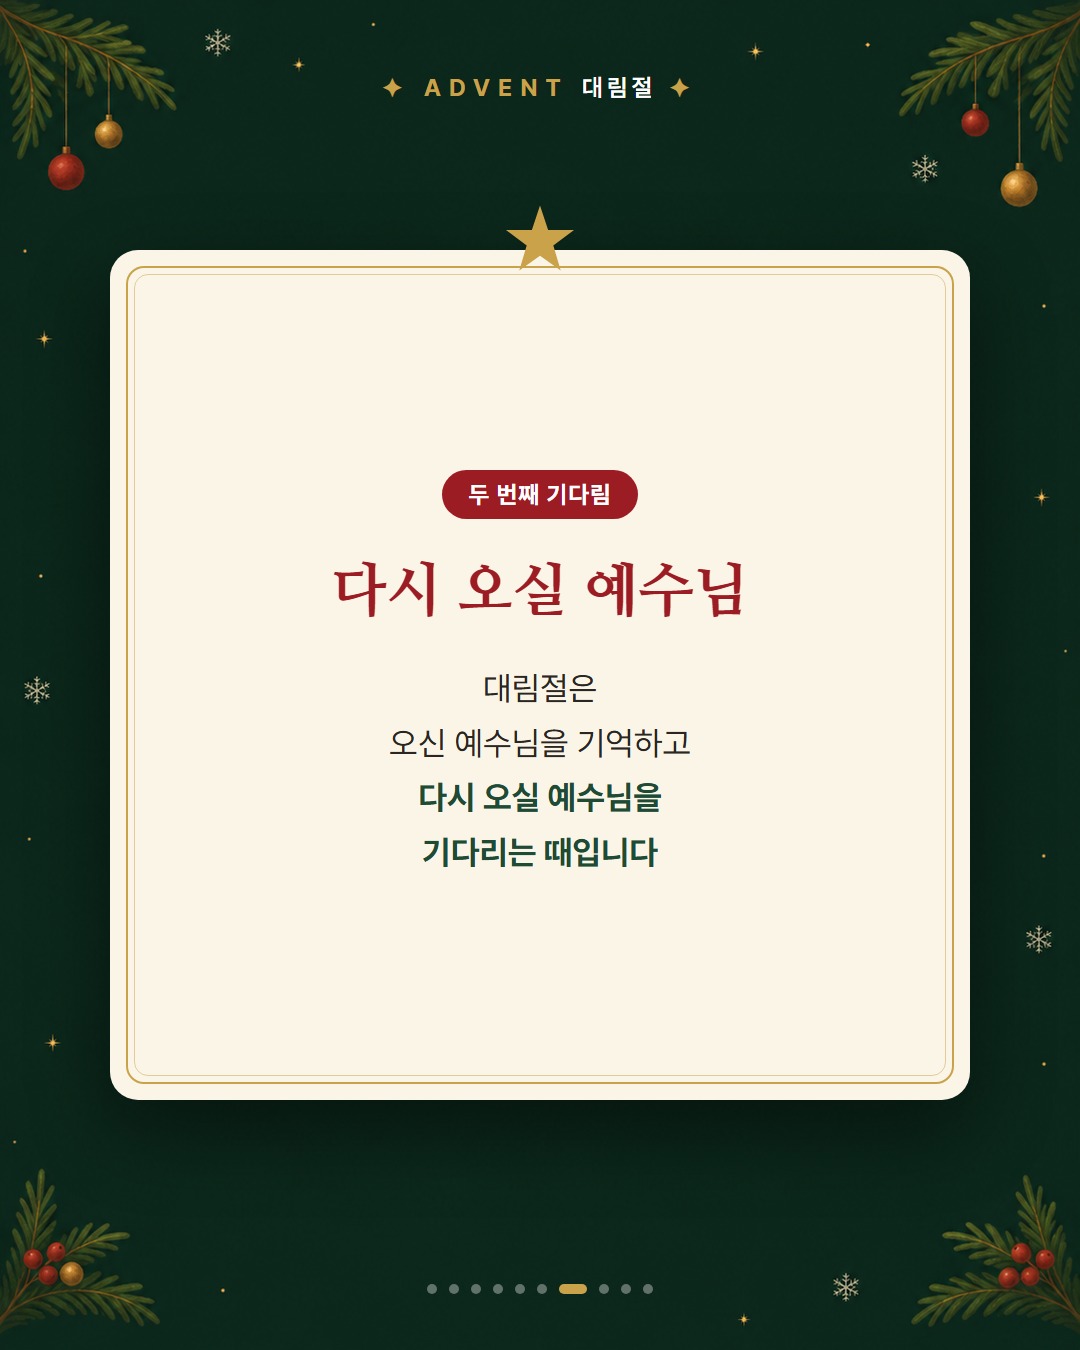 ADVENT 대림절
두 번째 기다림
다시 오실 예수님
대림절은
오신 예수님을 기억하고
다시 오실 예수님을
기다리는 때입니다